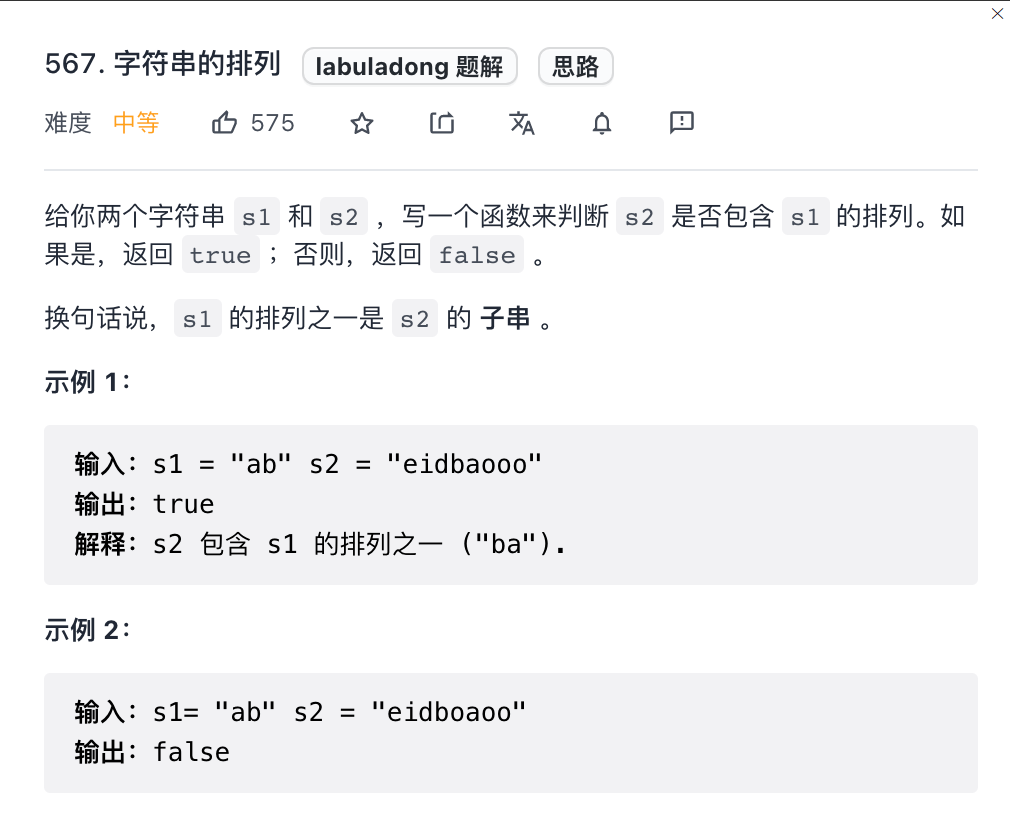 567. 字符串的排列 labuladong 题解 思路
难度 中等 575
给你两个字符串 s1 和 s2 ，写一个函数来判断 s2 是否包含 s1 的排列。如
果是，返回 true ；否则，返回 false 。
换句话说，s1 的排列之一是 s2 的 子串 。
示例 1：
输入：s1 = "ab" s2 = "eidbaooo"
输出：true
解释：s2 包含 s1 的排列之一 ("ba").
示例 2：
输入：s1= "ab" s2 = "eidboaoo"
输出：false